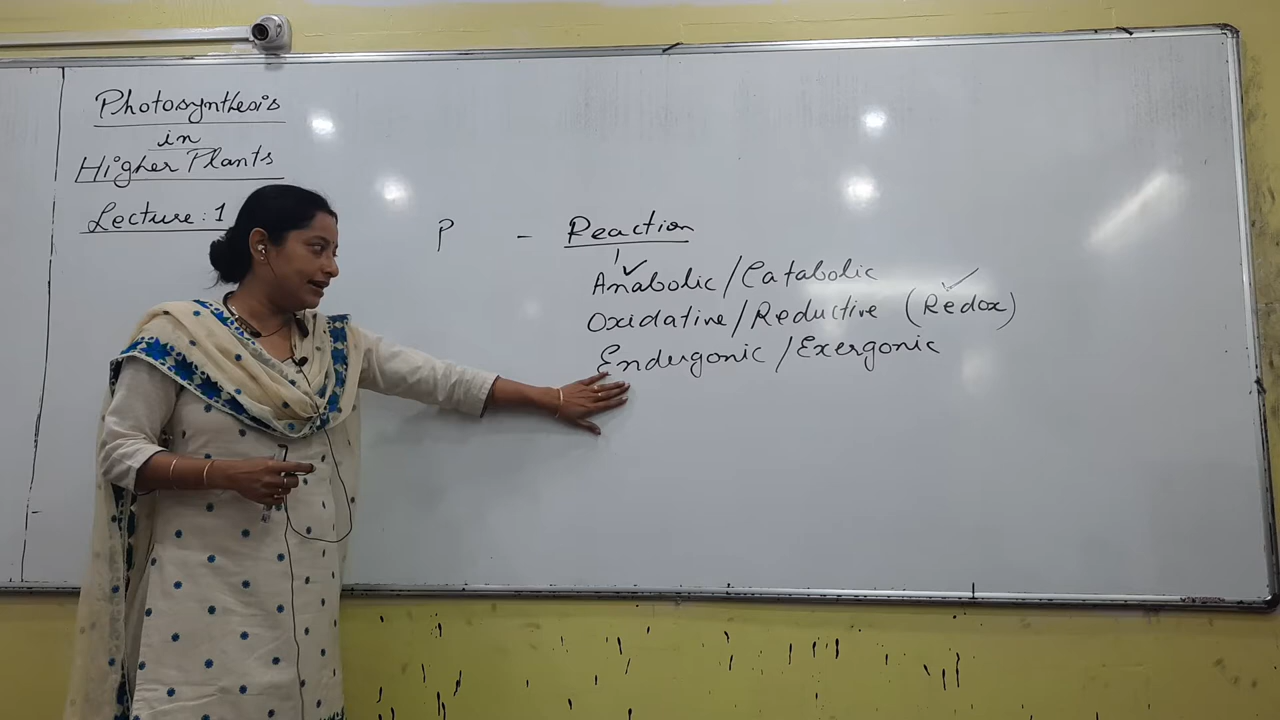 Photosynthesis
in
Higher Plants
Lecture: 1
P - Reaction
Anabolic/Catabolic
Oxidative/Reductive (Redox)
Endergonic/Exergonic